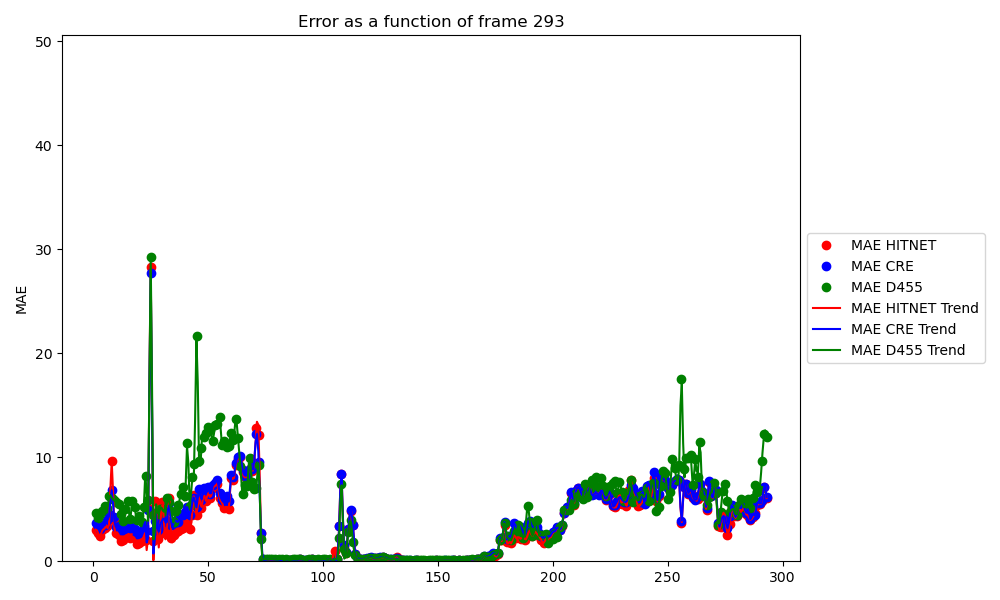 Error as a function of frame 293
50
40
30
20
10
0
MAE
0 50 100 150 200 250 300
MAE HITNET
MAE CRE
MAE D455
MAE HITNET Trend
MAE CRE Trend
MAE D455 Trend